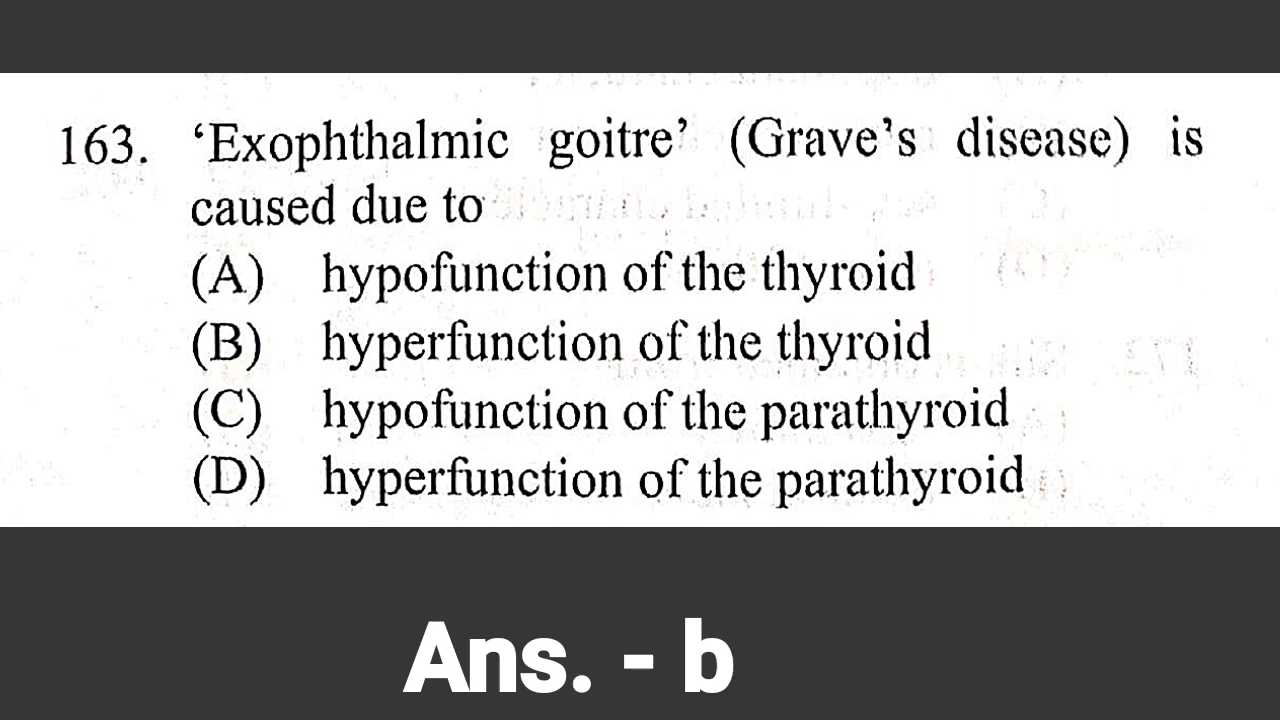 163. ‘Exophthalmic goitre’ (Grave’s disease) is
caused due to
(A) hypofunction of the thyroid
(B) hyperfunction of the thyroid
(C) hypofunction of the parathyroid
(D) hyperfunction of the parathyroid
Ans. - b